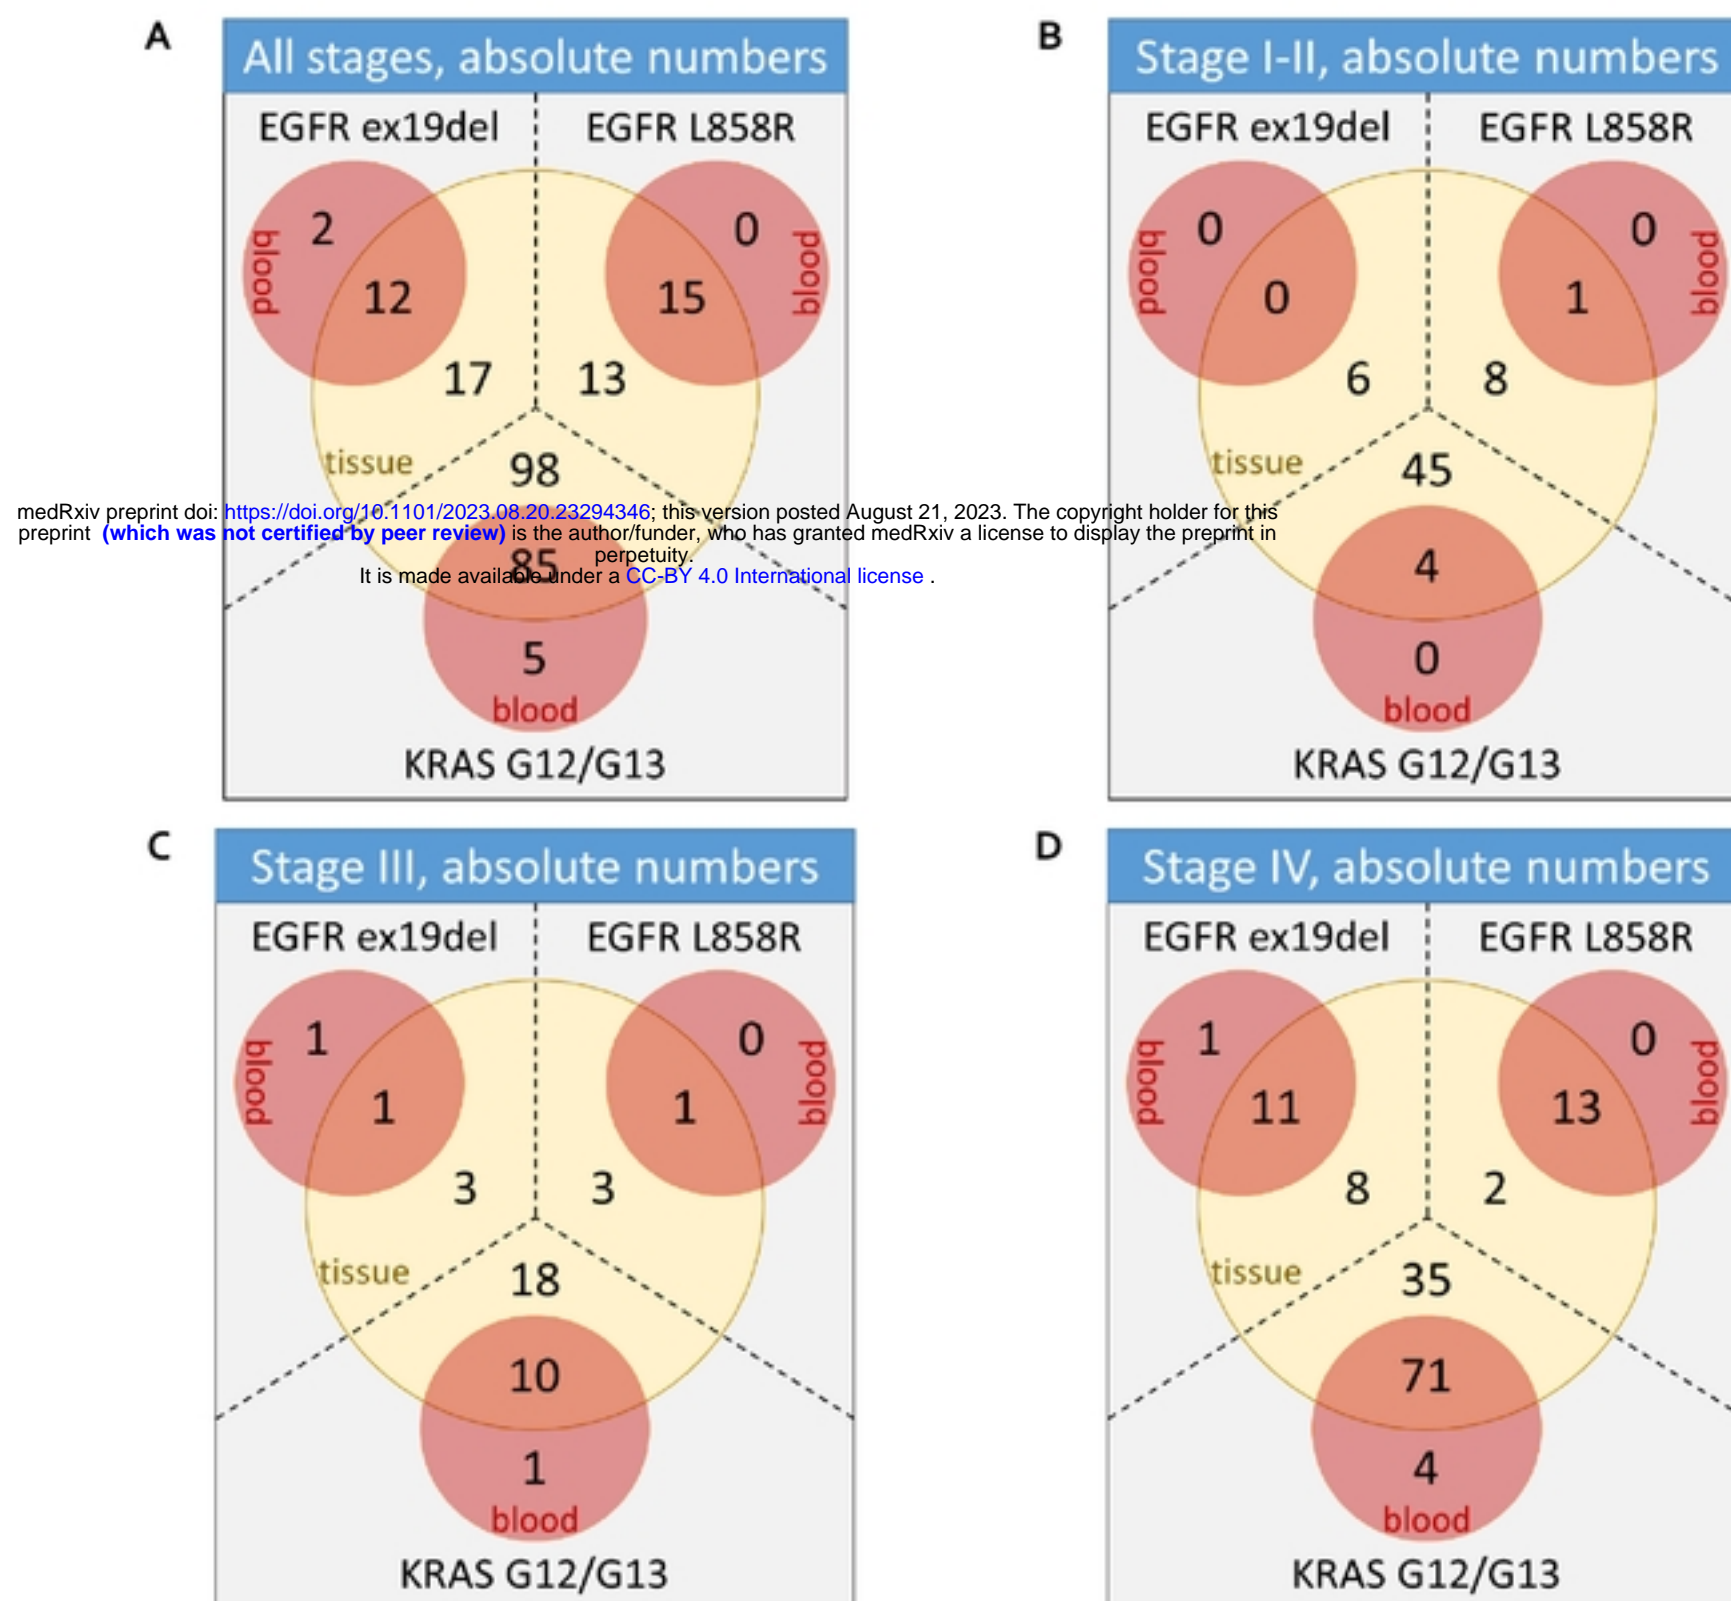 A
All stages, absolute numbers
EGFR ex19del
EGFR L858R
2
0
blood
blood
12
15
17
13
tissue
98
85
5
blood
KRAS G12/G13
B
Stage I-II, absolute numbers
EGFR ex19del
EGFR L858R
0
0
blood
blood
0
1
6
8
tissue
45
4
0
blood
KRAS G12/G13
medRxiv preprint doi: https://doi.org/10.1101/2023.08.20.23294346; this version posted August 21, 2023. The copyright holder for this
preprint (which was not certified by peer review) is the author/funder, who has granted medRxiv a license to display the preprint in
perpetuity.
It is made available under a CC-BY 4.0 International license .
C
Stage III, absolute numbers
EGFR ex19del
EGFR L858R
1
0
blood
blood
1
1
3
3
tissue
18
10
1
blood
KRAS G12/G13
D
Stage IV, absolute numbers
EGFR ex19del
EGFR L858R
1
0
blood
blood
11
13
8
2
tissue
35
71
4
blood
KRAS G12/G13